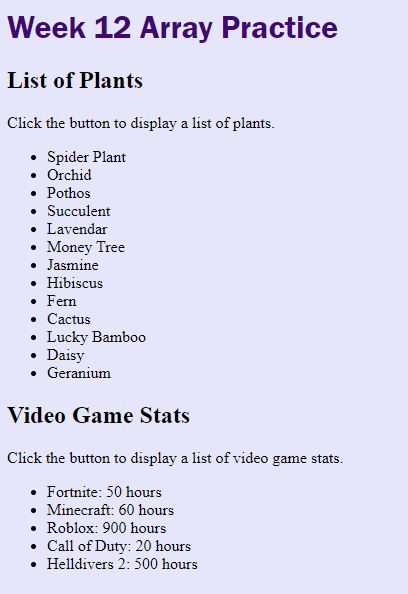 Week 12 Array Practice
List of Plants
Click the button to display a list of plants.
Spider Plant
Orchid
Pothos
Succulent
Lavendar
Money Tree
Jasmine
Hibiscus
Fern
Cactus
Lucky Bamboo
Daisy
Geranium
Video Game Stats
Click the button to display a list of video game stats.
Fortnite: 50 hours
Minecraft: 60 hours
Roblox: 900 hours
Call of Duty: 20 hours
Helldivers 2: 500 hours